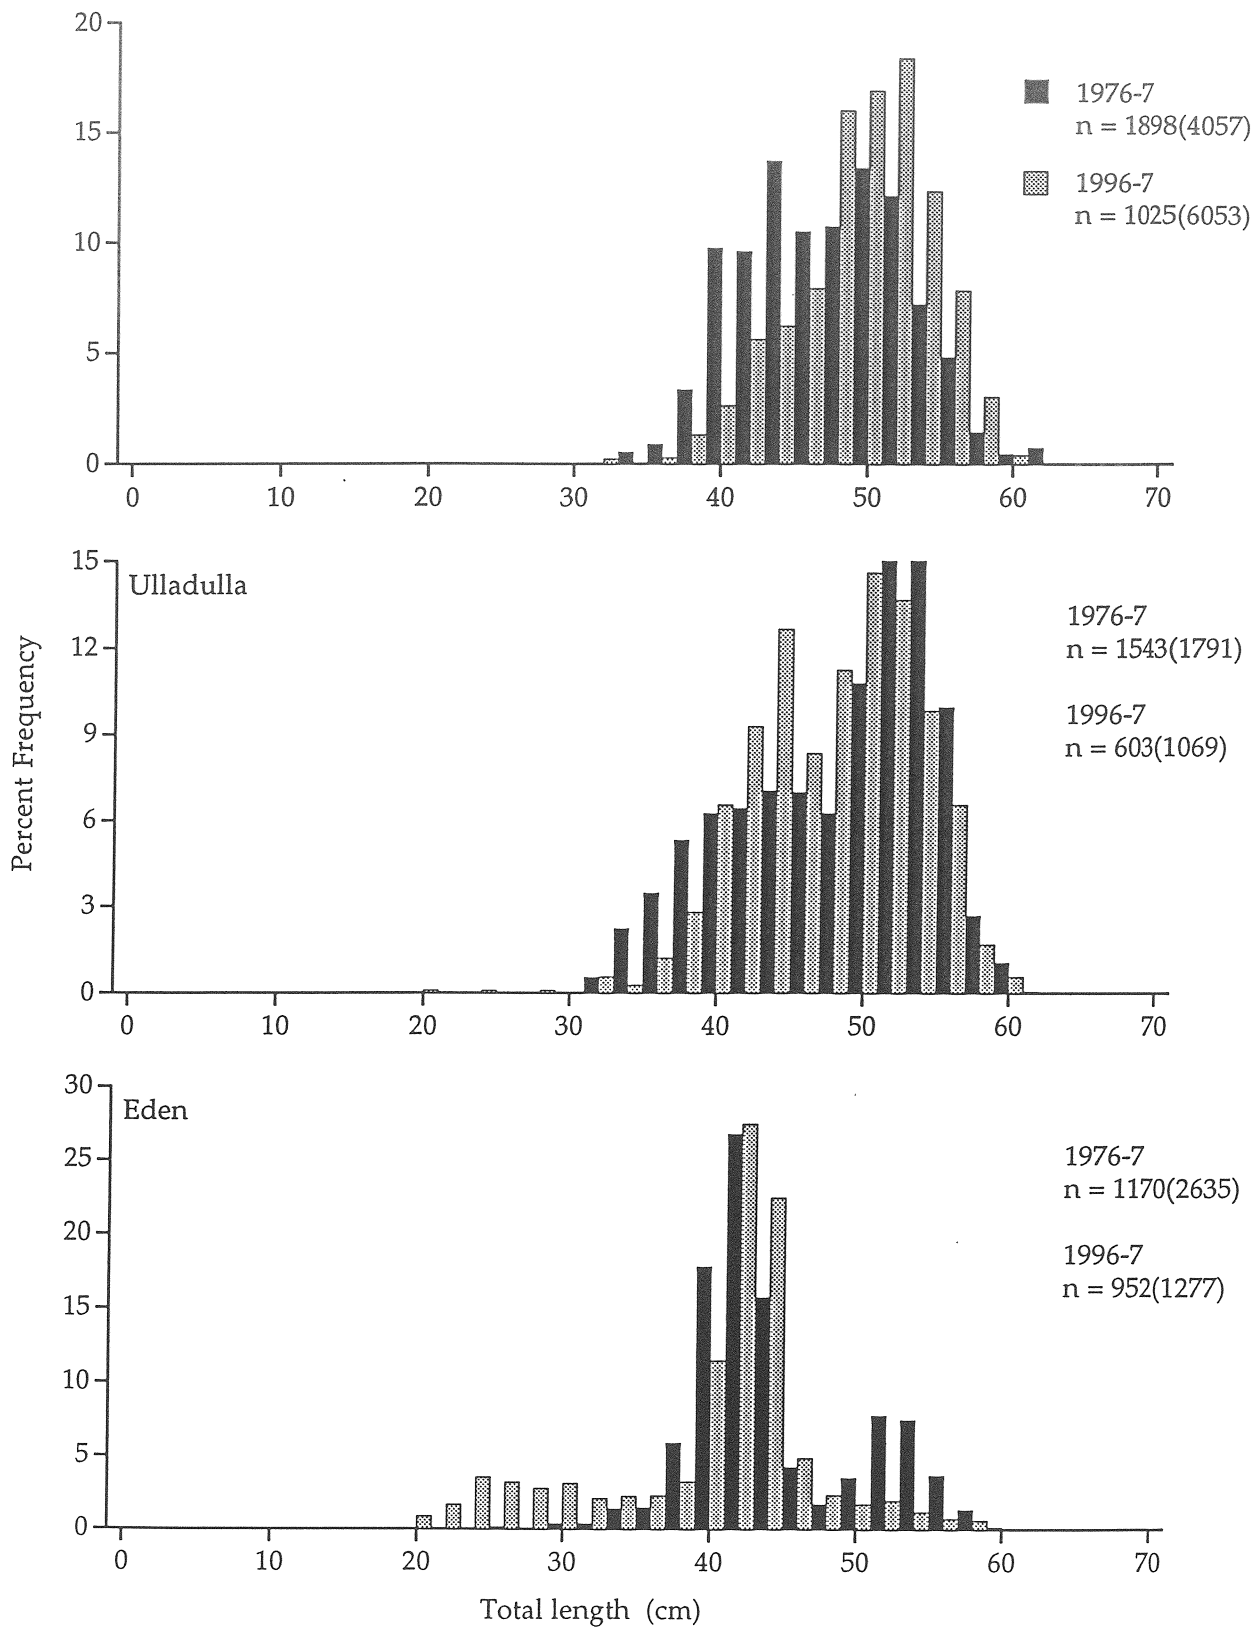 20
15
10
5
0
0 10 20 30 40 50 60 70
1976-7
n = 1898(4057)
1996-7
n = 1025(6053)
Percent Frequency
15
12
9
6
3
0
Ulladulla
0 10 20 30 40 50 60 70
1976-7
n = 1543(1791)
1996-7
n = 603(1069)
30
25
20
15
10
5
0
Eden
0 10 20 30 40 50 60 70
1976-7
n = 1170(2635)
1996-7
n = 952(1277)
Total length (cm)